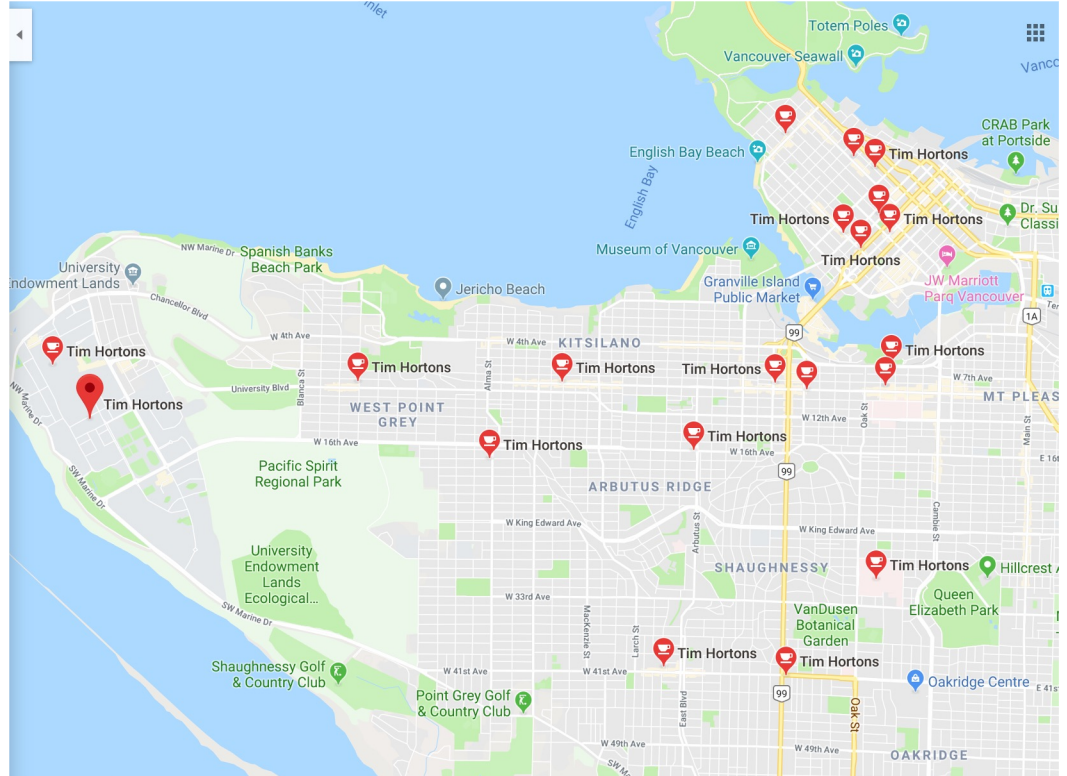 inlet
Totem Poles
Vancouver Seawall
Vanco
CRAB Park
at Portside
English Bay Beach
Tim Hortons
English Bay
Tim Hortons
Tim Hortons
Dr. Su
Classi
Museum of Vancouver
Tim Hortons
NW Marine Dr
Spanish Banks
Beach Park
University
ndowment Lands
Jericho Beach
Granville Island
Public Market
JW Marriott
Parq Vancouver
Ter
Chancellor Blvd
1A
W 4th Ave
W 4th Ave
KITSILANO
99
Tim Hortons
Tim Hortons
Tim Hortons
Tim Hortons
Tim Hortons
Alma St
W 7th Ave
NW Marine Dr
University Blvd
Blanca St
Tim Hortons
MT PLEAS
WEST POINT
GREY
W 12th Ave
Oak St
Main St
W 16th Ave
Tim Hortons
Tim Hortons
W 16th Ave
E 16t
Pacific Spirit
Regional Park
99
SW Marine Dr
ARBUTUS RIDGE
W King Edward Ave
Arbutus St
W King Edward Ave
Cambie St
University
Endowment
Lands
Ecological...
SHAUGHNESSY
Tim Hortons
Hillcrest A
W 33rd Ave
Queen
Elizabeth Park
SW Marine Dr
MacKenzie St
Larch St
VanDusen
Botanical
Garden
Tim Hortons
Tim Hortons
Shaughnessy Golf
& Country Club
W 41st Ave
W 41st Ave
Oakridge Centre
E 41s
Point Grey Golf
& Country Club
99
East Blvd
Oak St
W 49th Ave
W 49th Ave
OAKRIDGE
SW Ma